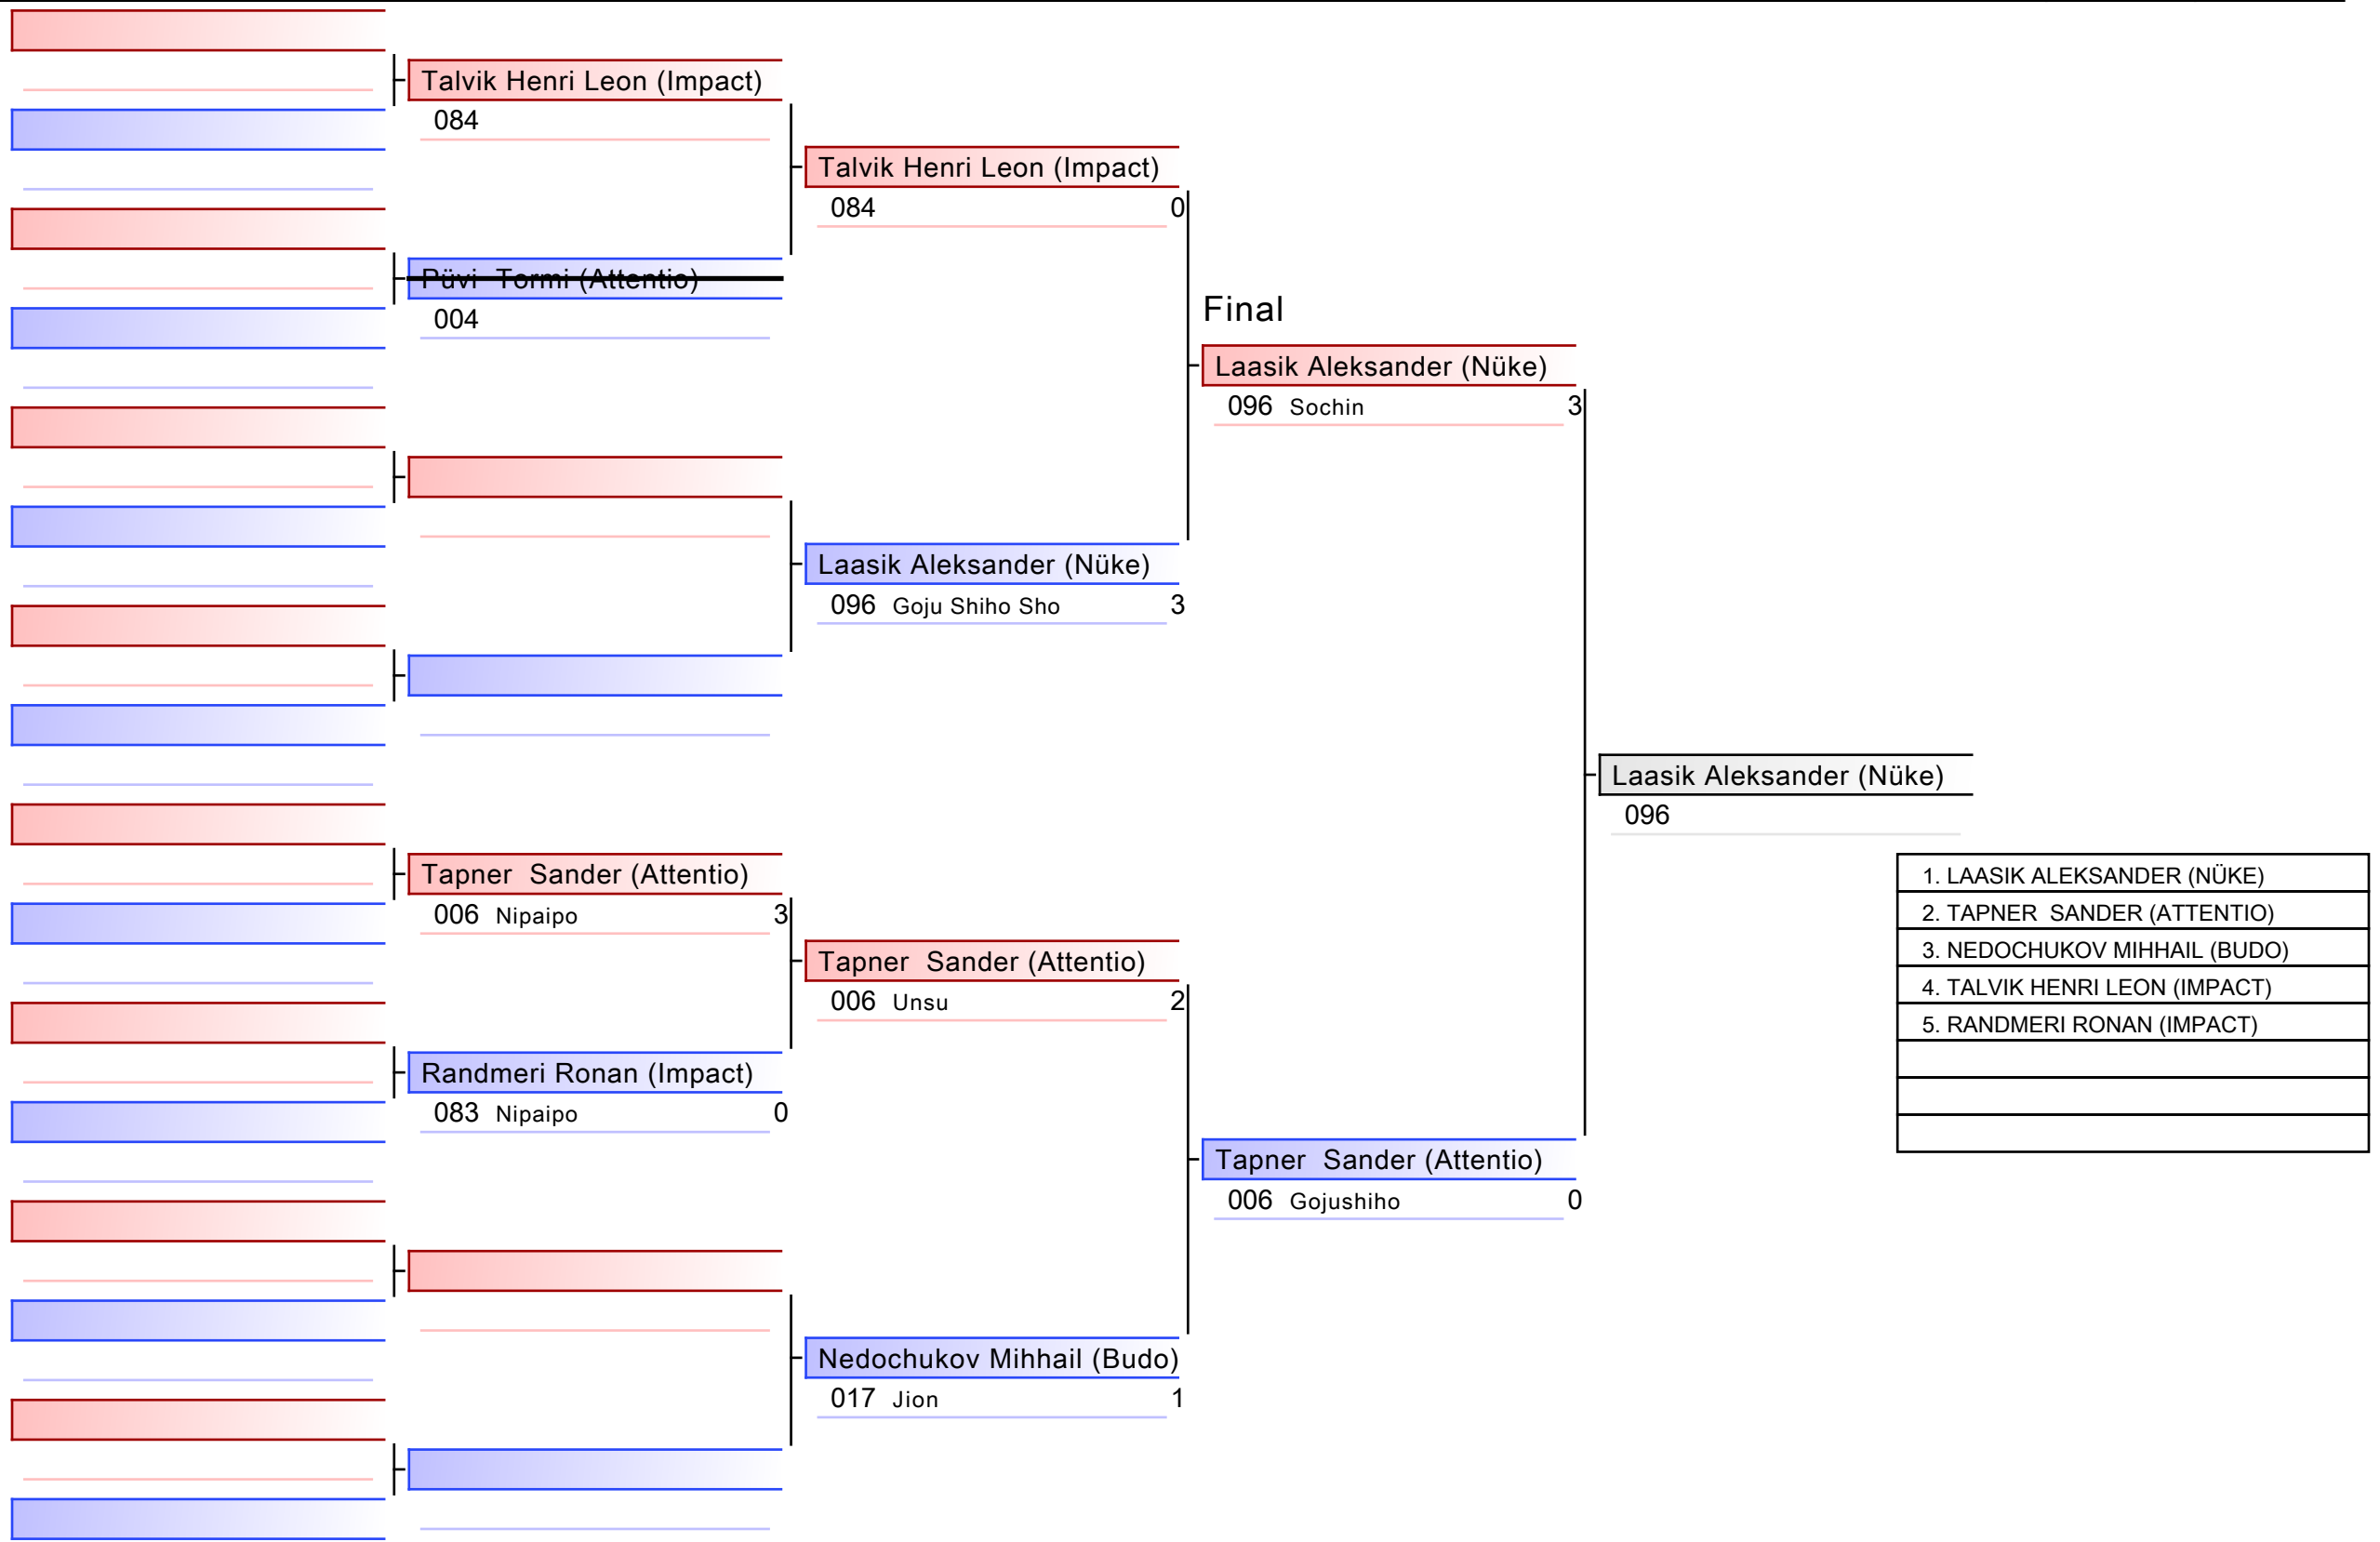 Talvik Henri Leon (Impact)
084
Püvi  Tormi (Attentio)
004
Tapner  Sander (Attentio)
006 Nipaipo 3
Randmeri Ronan (Impact)
083 Nipaipo 0
Talvik Henri Leon (Impact)
084 0
Laasik Aleksander (Nüke)
096 Goju Shiho Sho 3
Tapner  Sander (Attentio)
006 Unsu 2
Nedochukov Mihhail (Budo)
017 Jion 1
Final
Laasik Aleksander (Nüke)
096 Sochin 3
Tapner  Sander (Attentio)
006 Gojushiho 0
Laasik Aleksander (Nüke)
096
1. LAASIK ALEKSANDER (NÜKE)
2. TAPNER  SANDER (ATTENTIO)
3. NEDOCHUKOV MIHHAIL (BUDO)
4. TALVIK HENRI LEON (IMPACT)
5. RANDMERI RONAN (IMPACT)